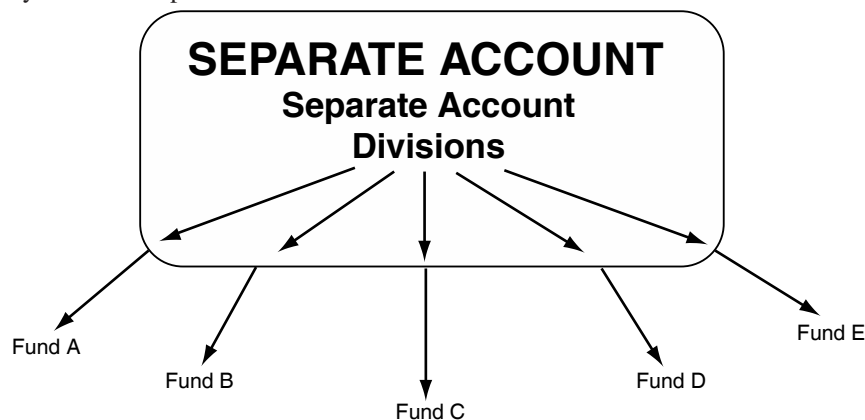 SEPARATE ACCOUNT
Separate Account
Divisions
Fund A
Fund B
Fund C
Fund D
Fund E